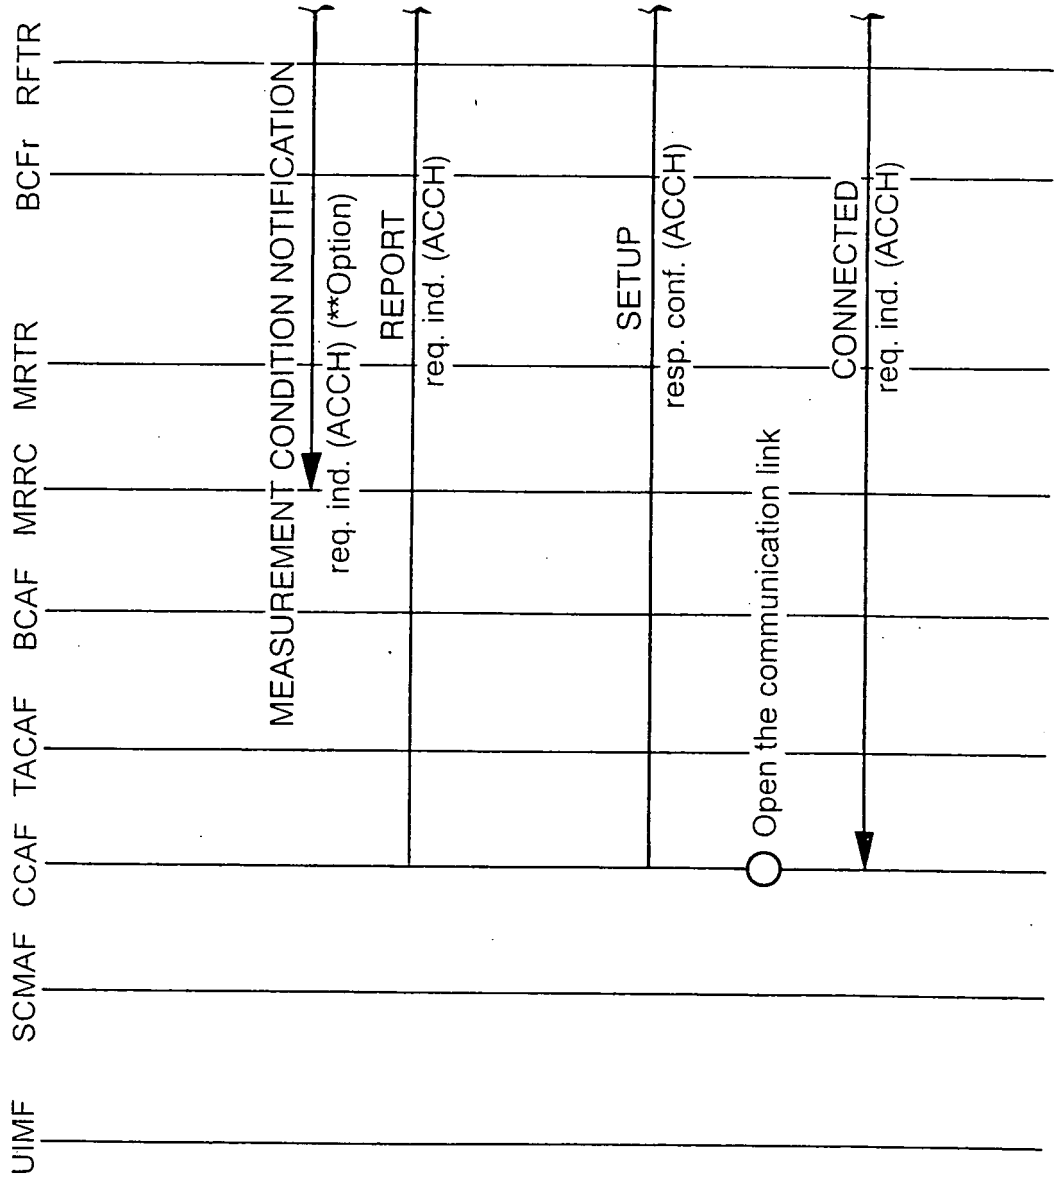 UIMF SCMAF CCAF TACAF BCAF MRRC MRTR BCFr RFTR
MEASUREMENT CONDITION NOTIFICATION
req. ind. (ACCH) (**Option)
REPORT
req. ind. (ACCH)
SETUP
resp. conf. (ACCH)
Open the communication link
CONNECTED
req. ind. (ACCH)